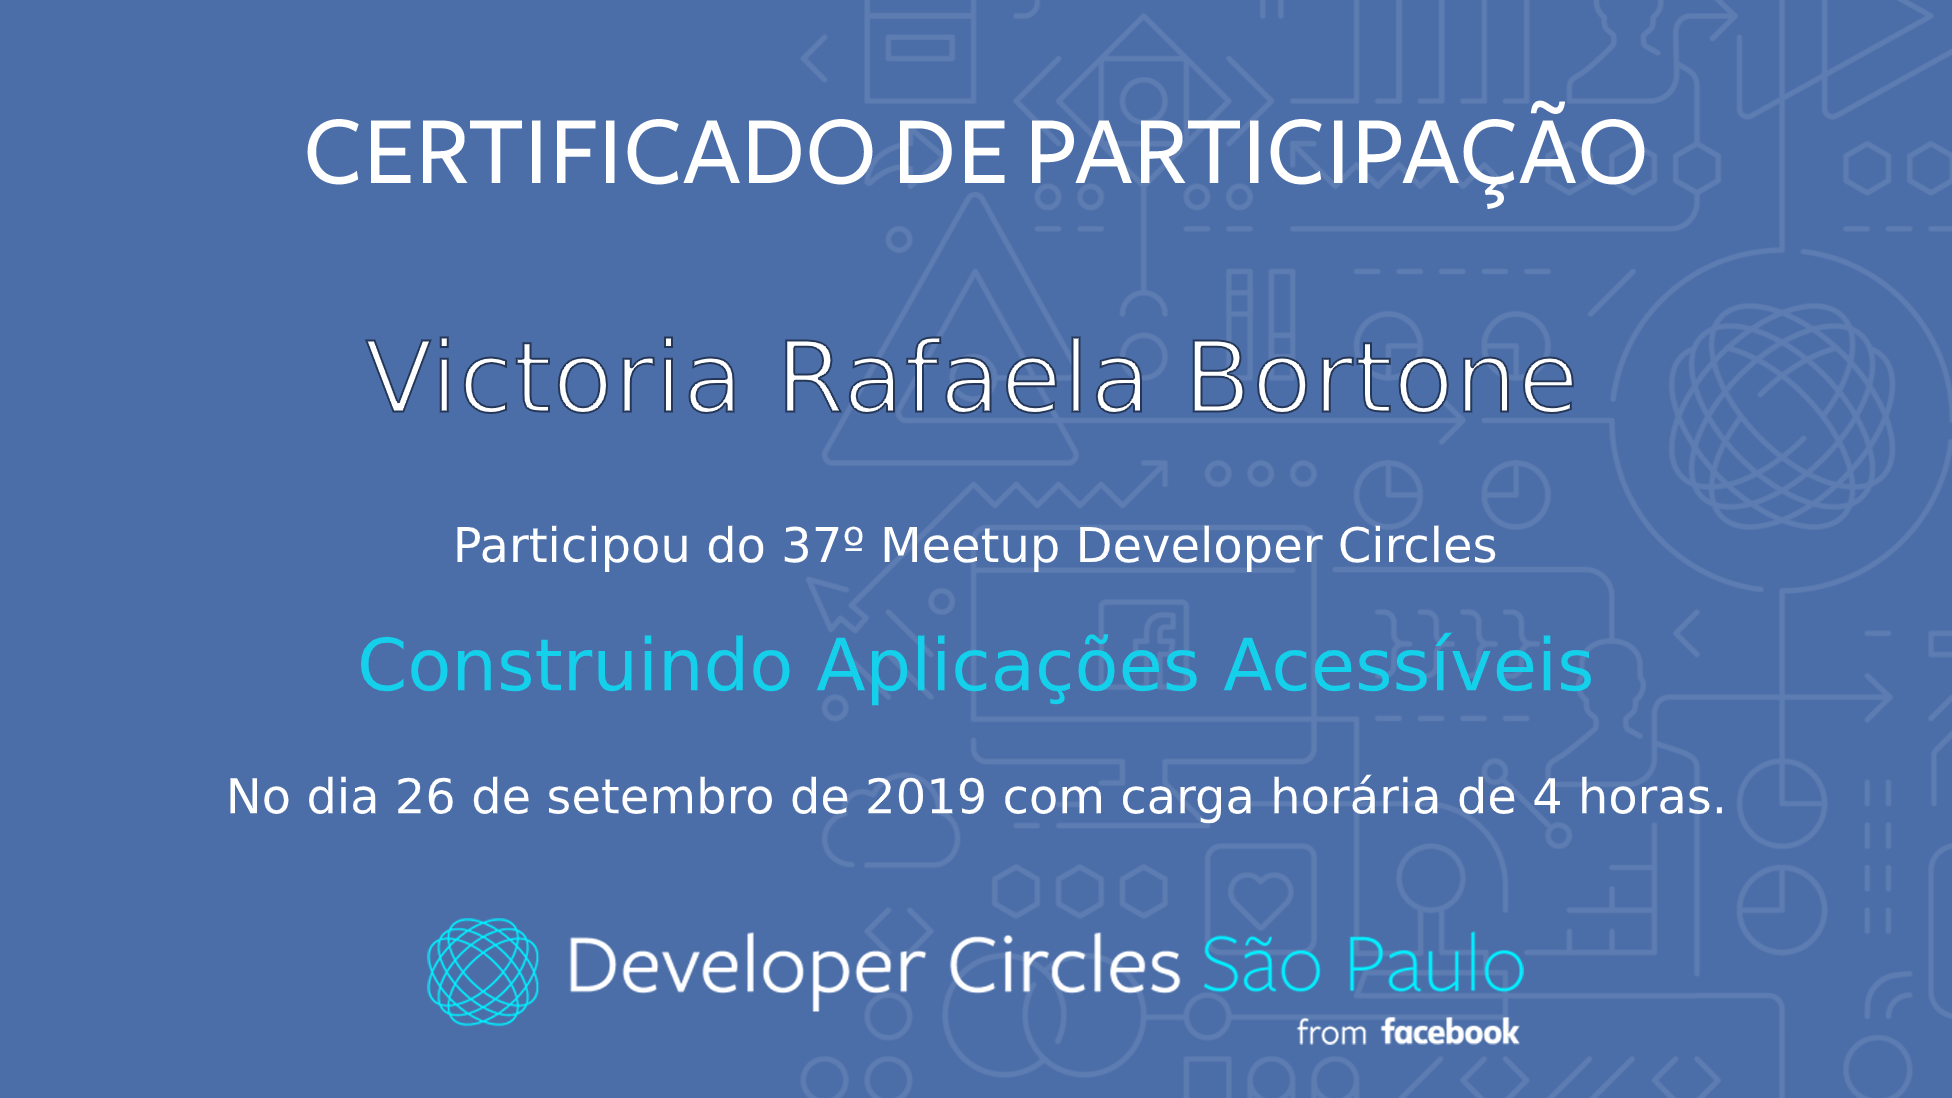 CERTIFICADO DE PARTICIPAÇÃO
Victoria Rafaela Bortone
Participou do 37º Meetup Developer Circles
Construindo Aplicações Acessíveis
No dia 26 de setembro de 2019 com carga horária de 4 horas.
Developer Circles São Paulo
from facebook